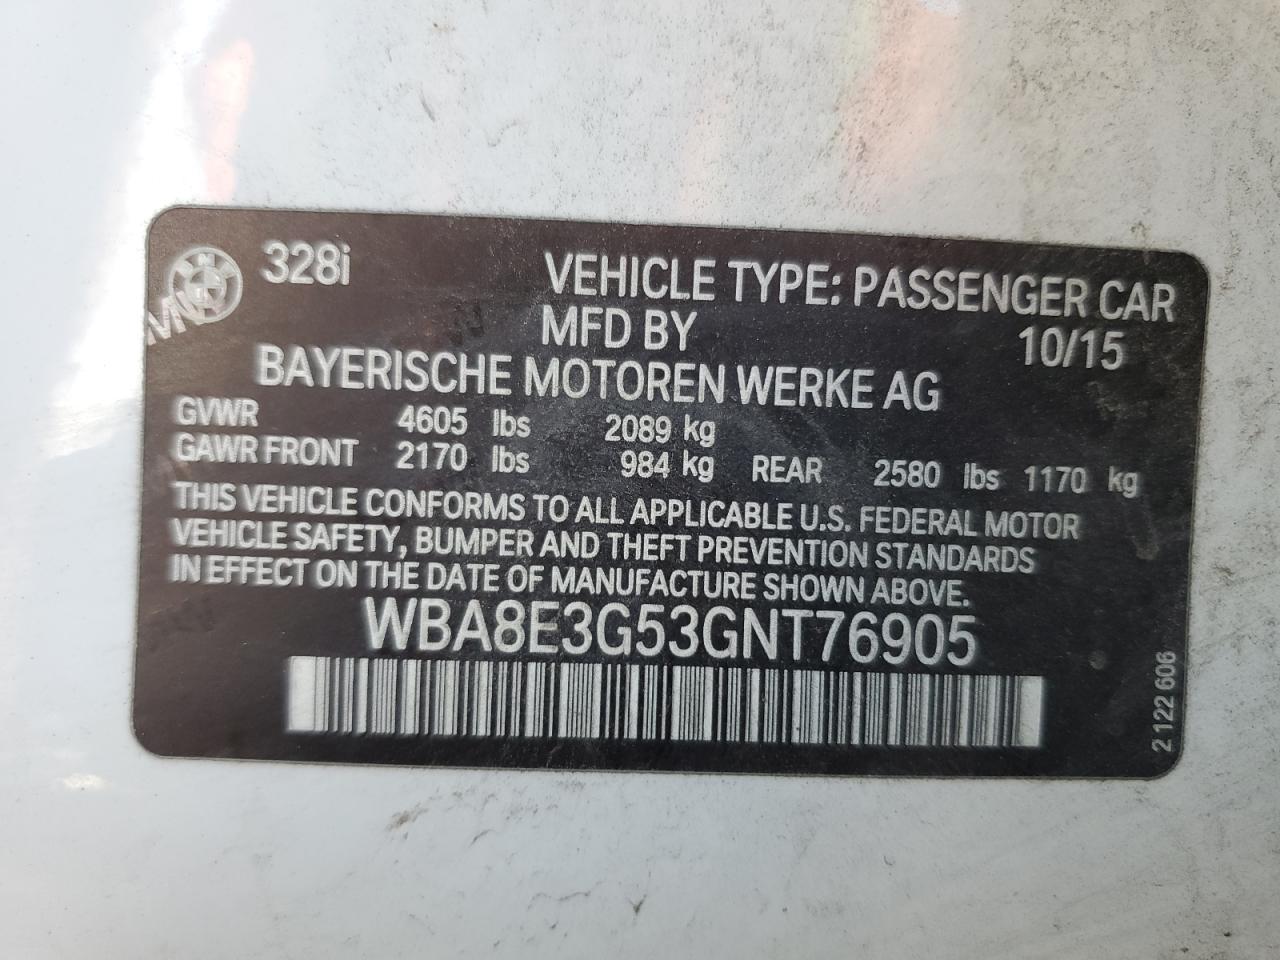 328i
VEHICLE TYPE: PASSENGER CAR
MFD BY 10/15
BAYERISCHE MOTOREN WERKE AG
GVWR 4605 lbs 2089 kg
GAWR FRONT 2170 lbs 984 kg REAR 2580 lbs 1170 kg
THIS VEHICLE CONFORMS TO ALL APPLICABLE U.S. FEDERAL MOTOR
VEHICLE SAFETY, BUMPER AND THEFT PREVENTION STANDARDS
IN EFFECT ON THE DATE OF MANUFACTURE SHOWN ABOVE.
WBA8E3G53GNT76905
2 122 606